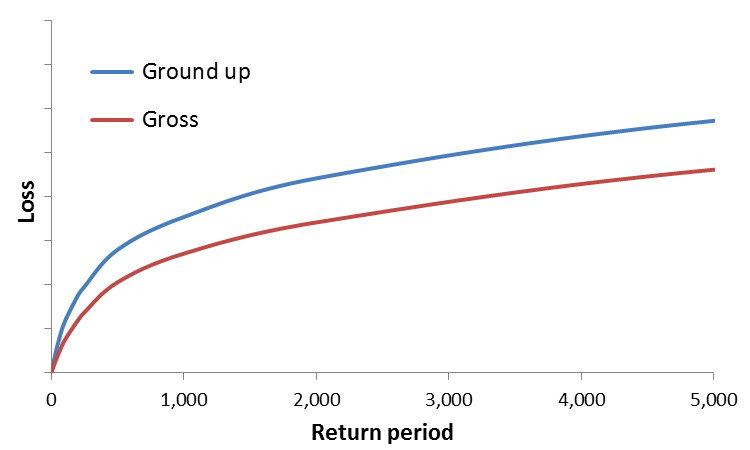 Ground up
Gross
Loss
0
1,000
2,000
3,000
4,000
5,000
Return period